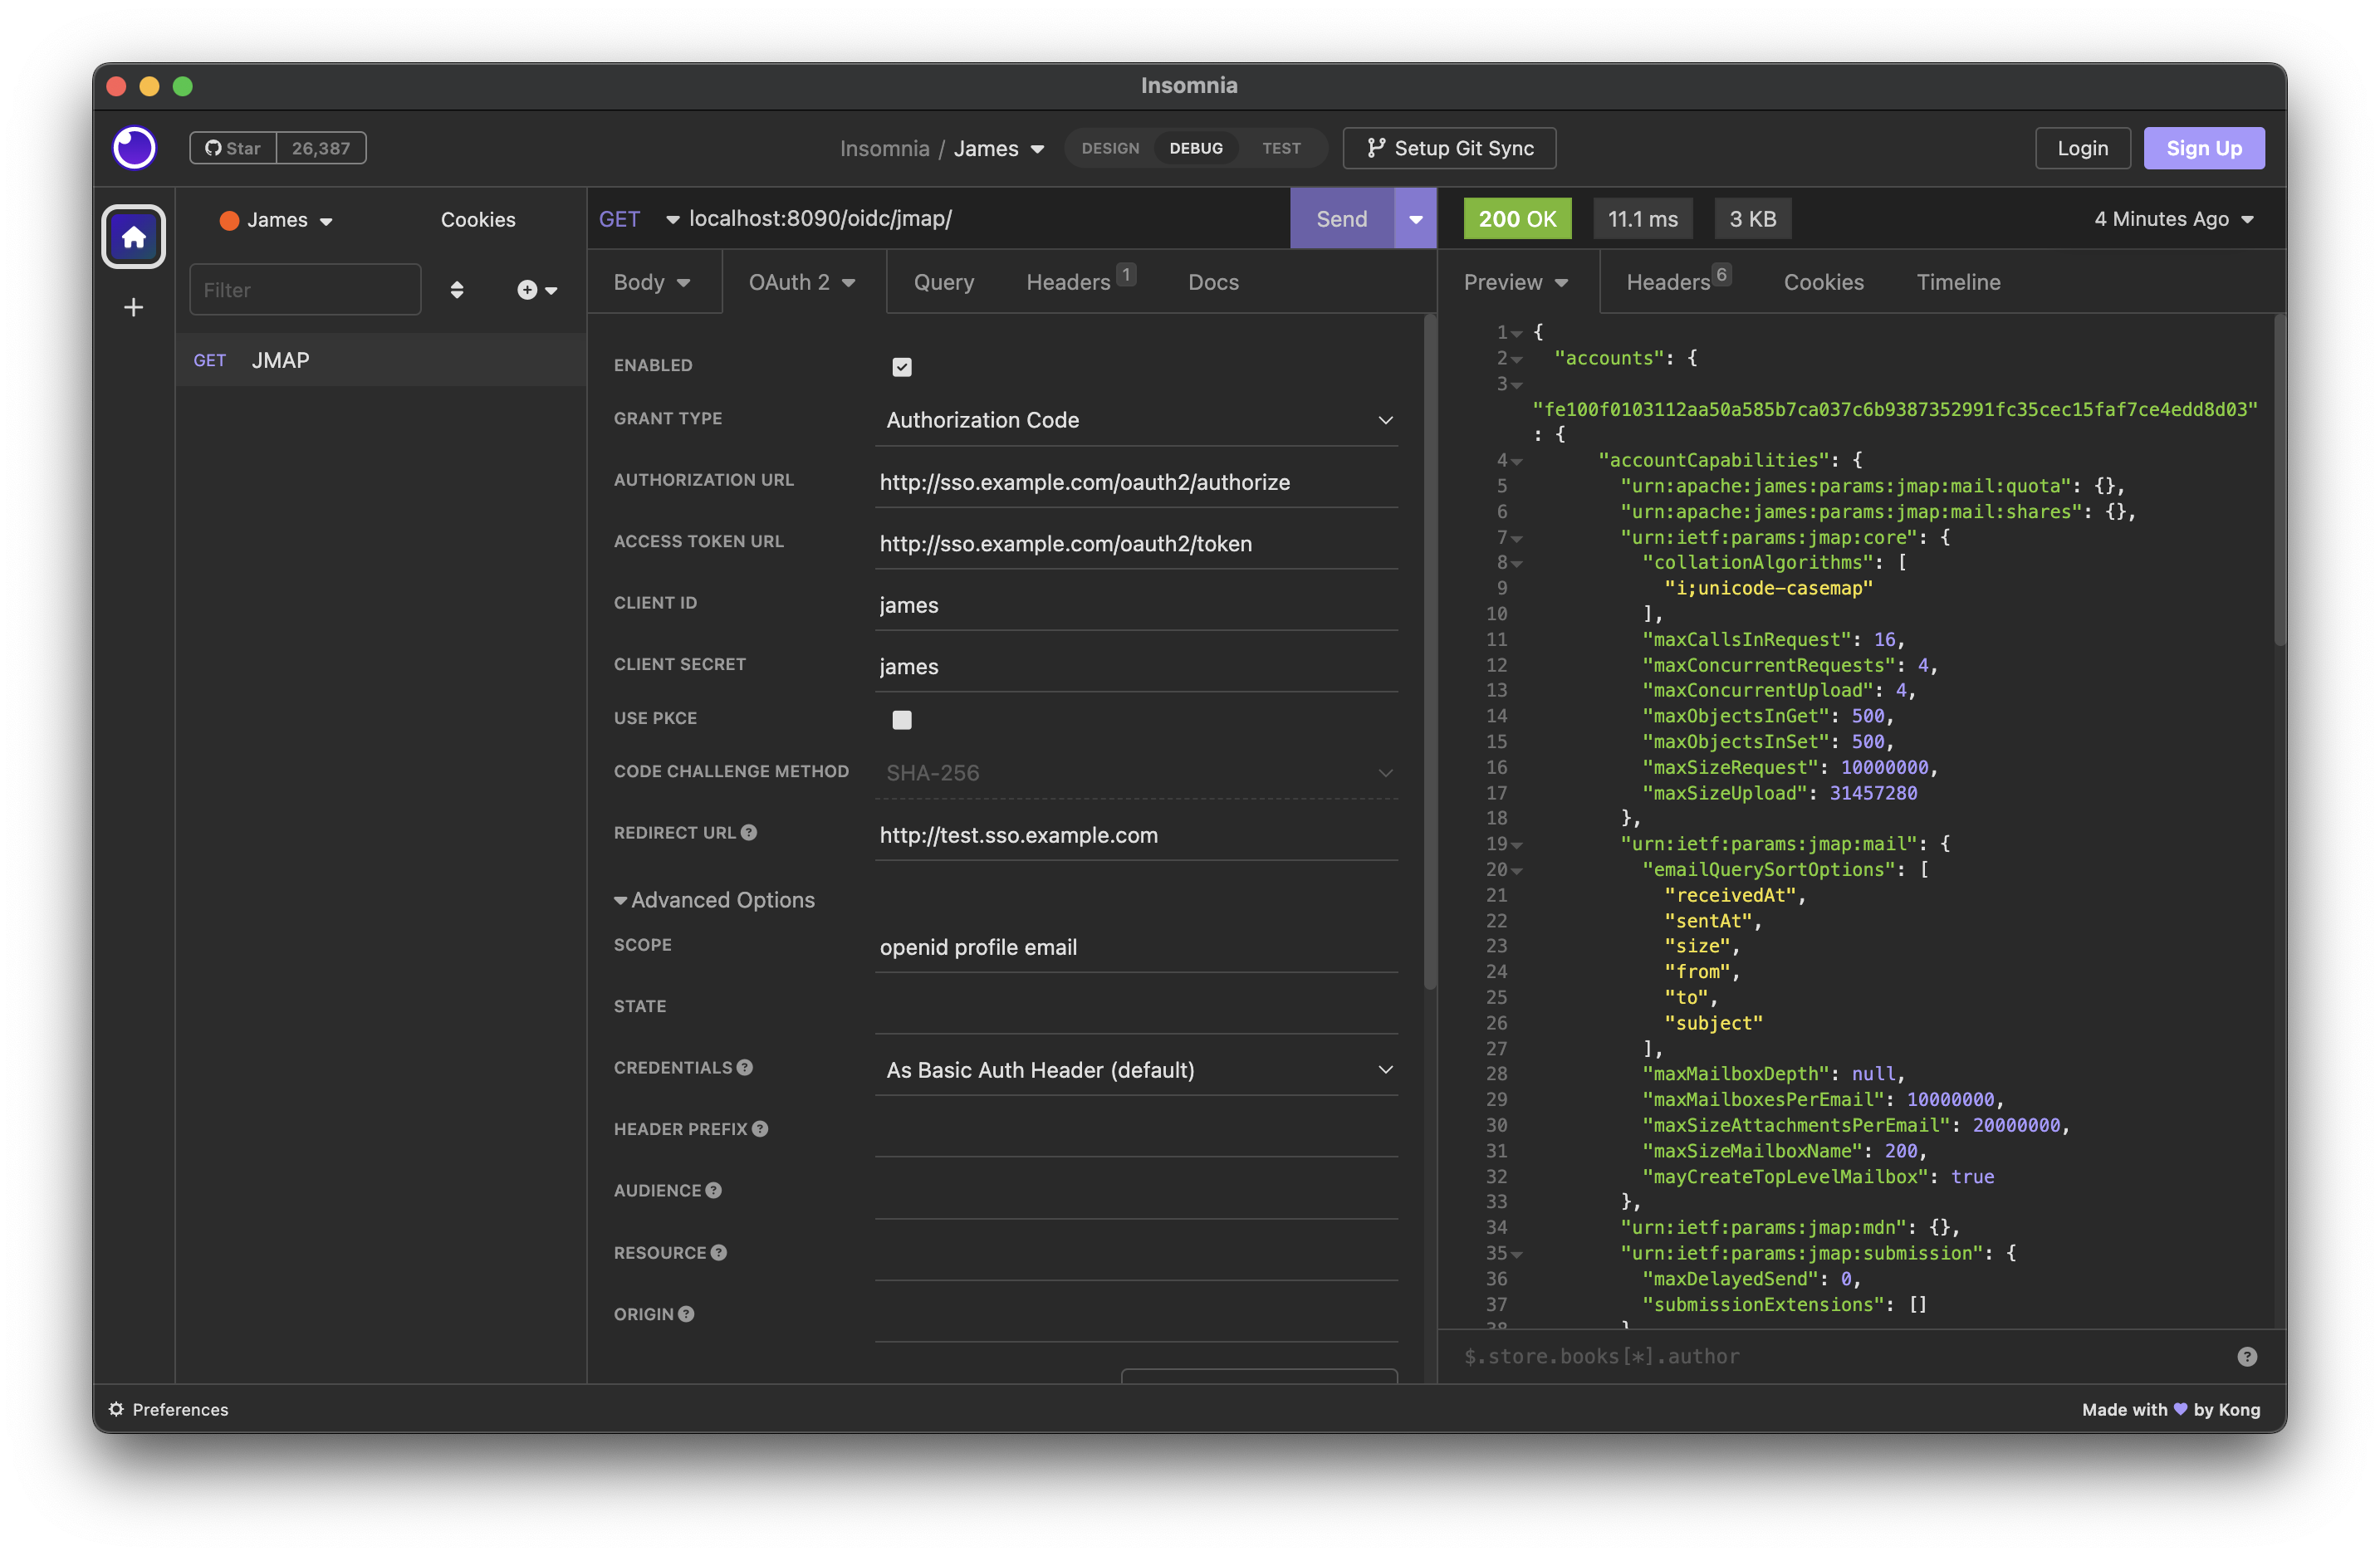 Insomnia
Star 26,387
Insomnia / James
DESIGN DEBUG TEST
Setup Git Sync
Login
Sign Up
James
Cookies
Filter
GET JMAP
GET localhost:8090/oidc/jmap/
Send
Body
OAuth 2
Query
Headers 1
Docs
ENABLED
GRANT TYPE Authorization Code
AUTHORIZATION URL http://sso.example.com/oauth2/authorize
ACCESS TOKEN URL http://sso.example.com/oauth2/token
CLIENT ID james
CLIENT SECRET james
USE PKCE
CODE CHALLENGE METHOD SHA-256
REDIRECT URL ? http://test.sso.example.com
Advanced Options
SCOPE openid profile email
STATE
CREDENTIALS ? As Basic Auth Header (default)
HEADER PREFIX ?
AUDIENCE ?
RESOURCE ?
ORIGIN ?
200 OK 11.1 ms 3 KB
4 Minutes Ago
Preview
Headers 6
Cookies
Timeline
1 {
2 "accounts": {
3
"fe100f0103112aa50a585b7ca037c6b9387352991fc35cec15faf7ce4edd8d03"
: {
4 "accountCapabilities": {
5 "urn:apache:james:params:jmap:mail:quota": {},
6 "urn:apache:james:params:jmap:mail:shares": {},
7 "urn:ietf:params:jmap:core": {
8 "collationAlgorithms": [
9 "i;unicode-casemap"
10 ],
11 "maxCallsInRequest": 16,
12 "maxConcurrentRequests": 4,
13 "maxConcurrentUpload": 4,
14 "maxObjectsInGet": 500,
15 "maxObjectsInSet": 500,
16 "maxSizeRequest": 10000000,
17 "maxSizeUpload": 31457280
18 },
19 "urn:ietf:params:jmap:mail": {
20 "emailQuerySortOptions": [
21 "receivedAt",
22 "sentAt",
23 "size",
24 "from",
25 "to",
26 "subject"
27 ],
28 "maxMailboxDepth": null,
29 "maxMailboxesPerEmail": 10000000,
30 "maxSizeAttachmentsPerEmail": 20000000,
31 "maxSizeMailboxName": 200,
32 "mayCreateTopLevelMailbox": true
33 },
34 "urn:ietf:params:jmap:mdn": {},
35 "urn:ietf:params:jmap:submission": {
36 "maxDelayedSend": 0,
37 "submissionExtensions": []
38 }
$.store.books[*].author ?
Preferences
Made with 💜 by Kong